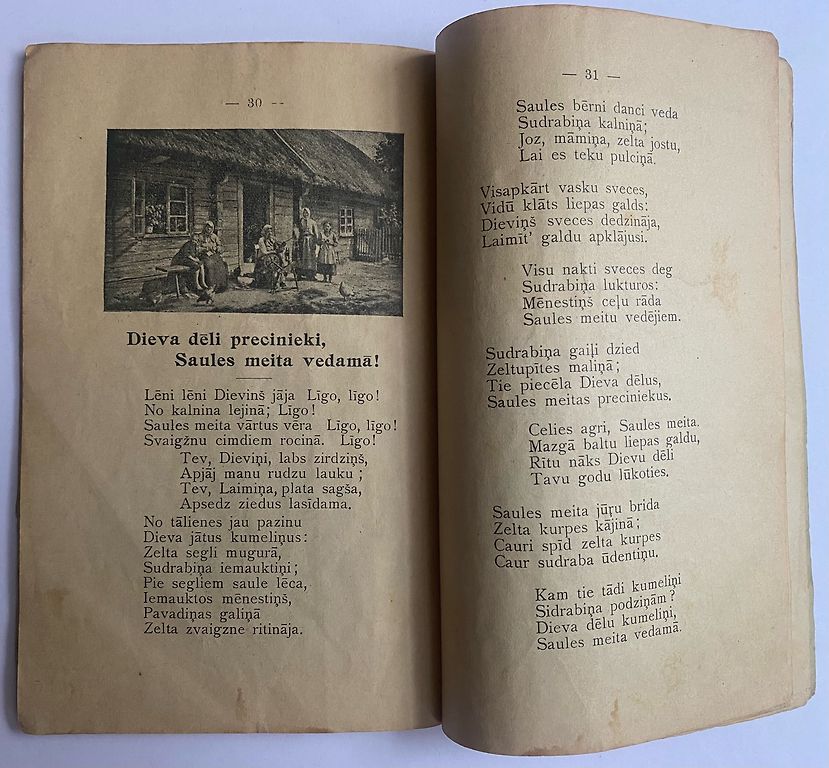 — 30 --
Dieva dēli precinieki,
Saules meita vedamā!
Lēni lēni Dievinš jāja Līgo, līgo!
No kalnina lejinā; Līgo!
Saules meita vārtus vēra Līgo, līgo!
Svaigžnu cimdiem rocinā. Līgo!
Tev, Dieviņi, labs zirdziņš,
Apjāj manu rudzu lauku;
Tev, Laimiņa, plata sagša,
Apsedz ziedus lasīdama.
No tālienes jau pazinu
Dieva jātus kumeliņus:
Zelta segli mugurā,
Sudrabiņa iemauktiņi;
Pie segliem saule lēca,
Iemauktos mēnestiņš,
Pavadiņas galiņā
Zelta zvaigzne ritināja.
— 31 —
Saules bērni danci veda
Sudrabiņa kalniņā;
Joz, māmiņa, zelta jostu,
Lai es teku pulciņā.
Visapkārt vasku sveces,
Vidū klāts liepas galds:
Dieviņš sveces dedzināja,
Laimīt' galdu apklājusi.
Visu nakti sveces deg
Sudrabiņa lukturos:
Mēnestiņš ceļu rāda
Saules meitu vedējiem.
Sudrabiņa gaiļi dzied
Zeltupītes maliņā;
Tie piecēla Dieva dēlus,
Saules meitas preciniekus.
Celies agri, Saules meita.
Mazgā baltu liepas galdu,
Rītu nāks Dievu dēli
Tavu godu lūkoties.
Saules meita jūŗu brida
Zelta kurpes kājiņā;
Cauri spīd zelta kurpes
Caur sudraba ūdentiņu.
Kam tie tādi kumeliņi
Sidrabiņa podziņām?
Dieva dēlu kumeliņi,
Saules meita vedamā.